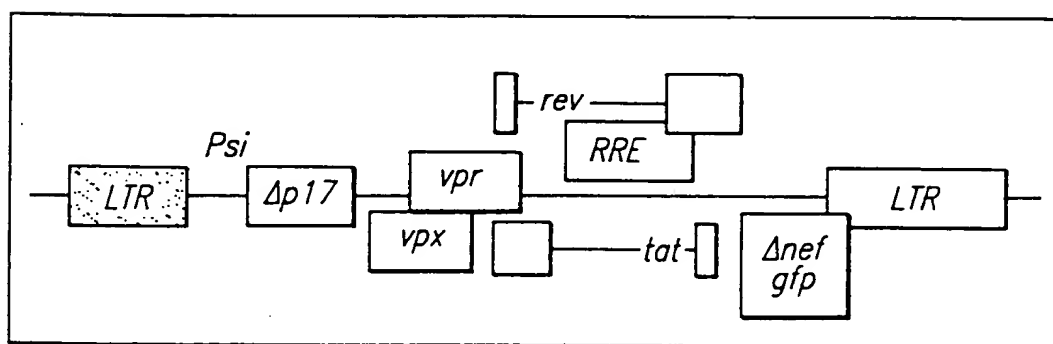 rev
RRE
Psi
LTR
Δp17
vpr
LTR
vpx
tat
Δnef
gfp